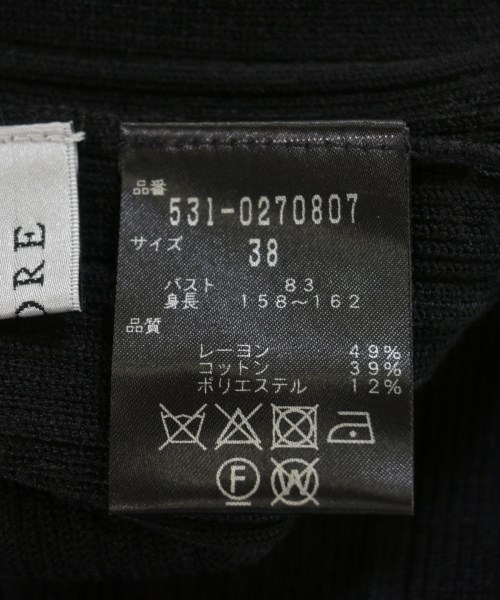 品番
531-0270807
サイズ
38
バスト 83
身長 158～162
品質
レーヨン 49%
コットン 39%
ポリエステル 12%
F W
ORE